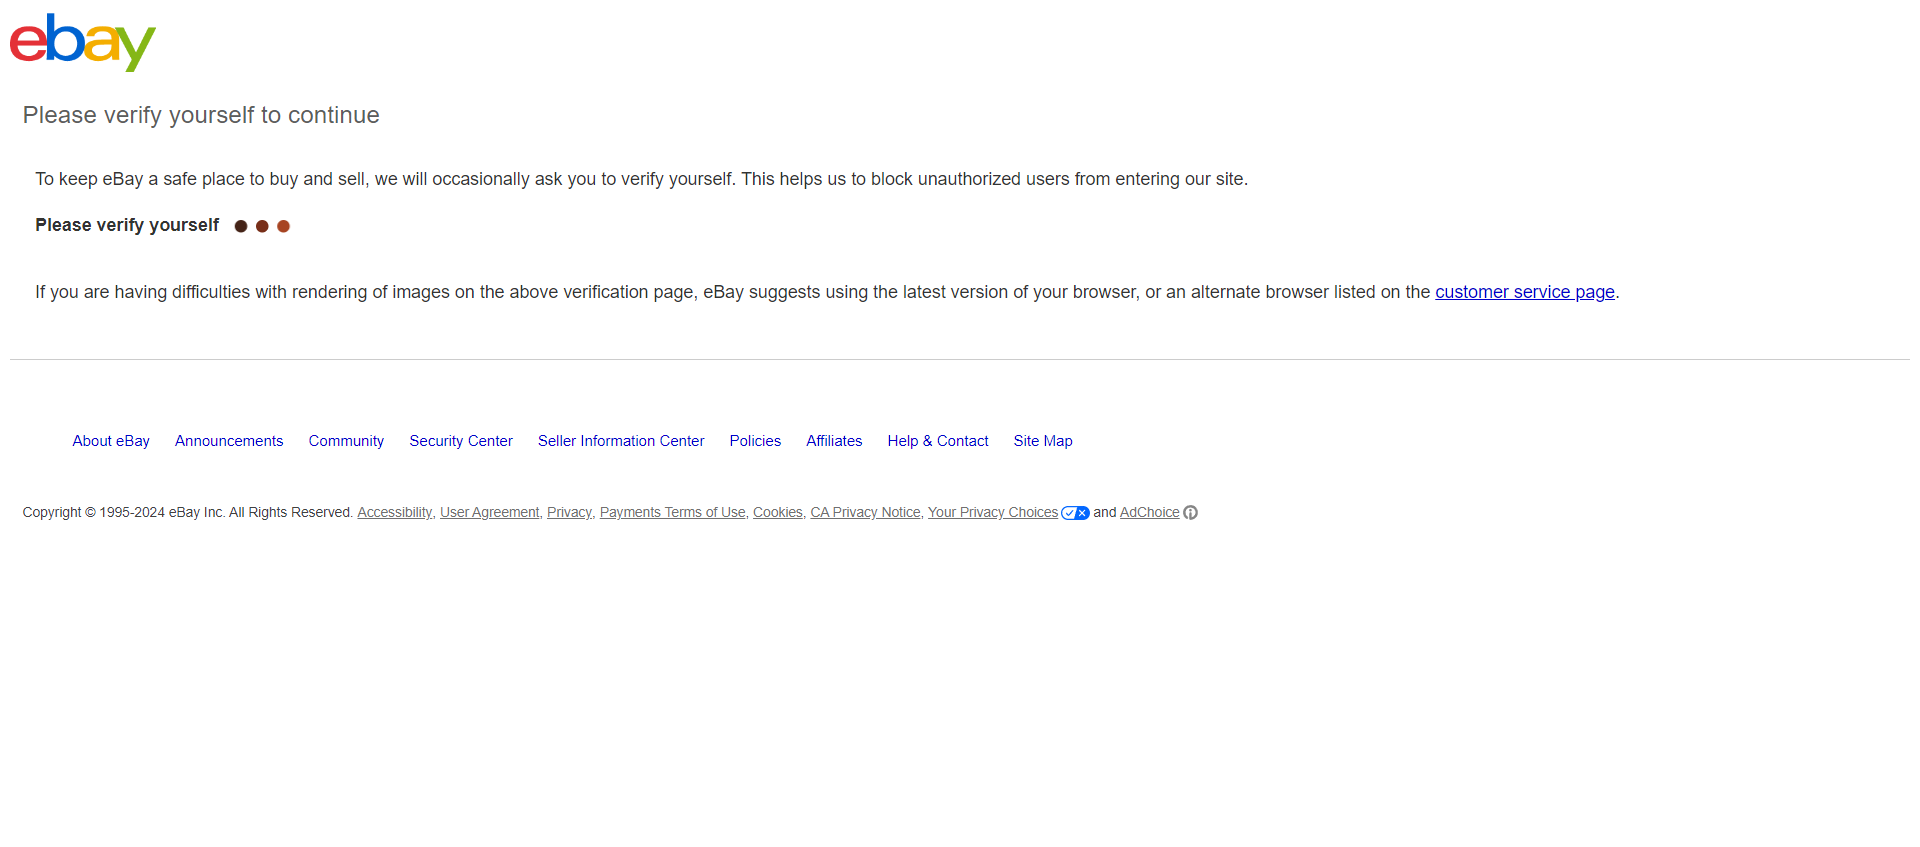 ebay
Please verify yourself to continue
To keep eBay a safe place to buy and sell, we will occasionally ask you to verify yourself. This helps us to block unauthorized users from entering our site.
Please verify yourself
If you are having difficulties with rendering of images on the above verification page, eBay suggests using the latest version of your browser, or an alternate browser listed on the customer service page.
About eBay Announcements Community Security Center Seller Information Center Policies Affiliates Help & Contact Site Map
Copyright © 1995-2024 eBay Inc. All Rights Reserved. Accessibility, User Agreement, Privacy, Payments Terms of Use, Cookies, CA Privacy Notice, Your Privacy Choices and AdChoice